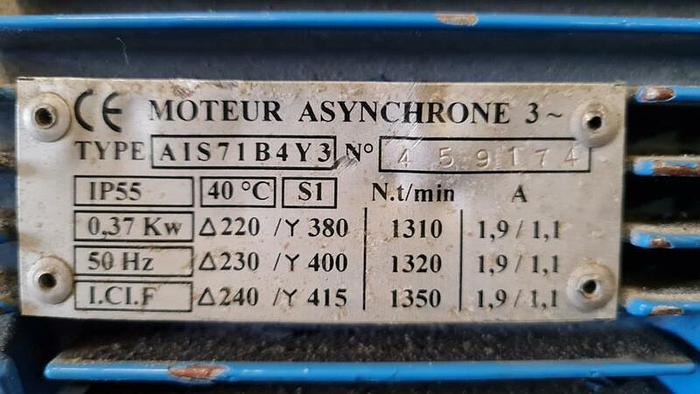 CE MOTEUR ASYNCHRONE 3~
TYPE A1S71B4Y3 N° 459174
IP55 40 °C S1 N.t/min A
0,37 Kw Δ220 /Y 380 1310 1,9 / 1,1
50 Hz Δ230 /Y 400 1320 1,9 / 1,1
I.CI.F Δ240 /Y 415 1350 1,9 / 1,1